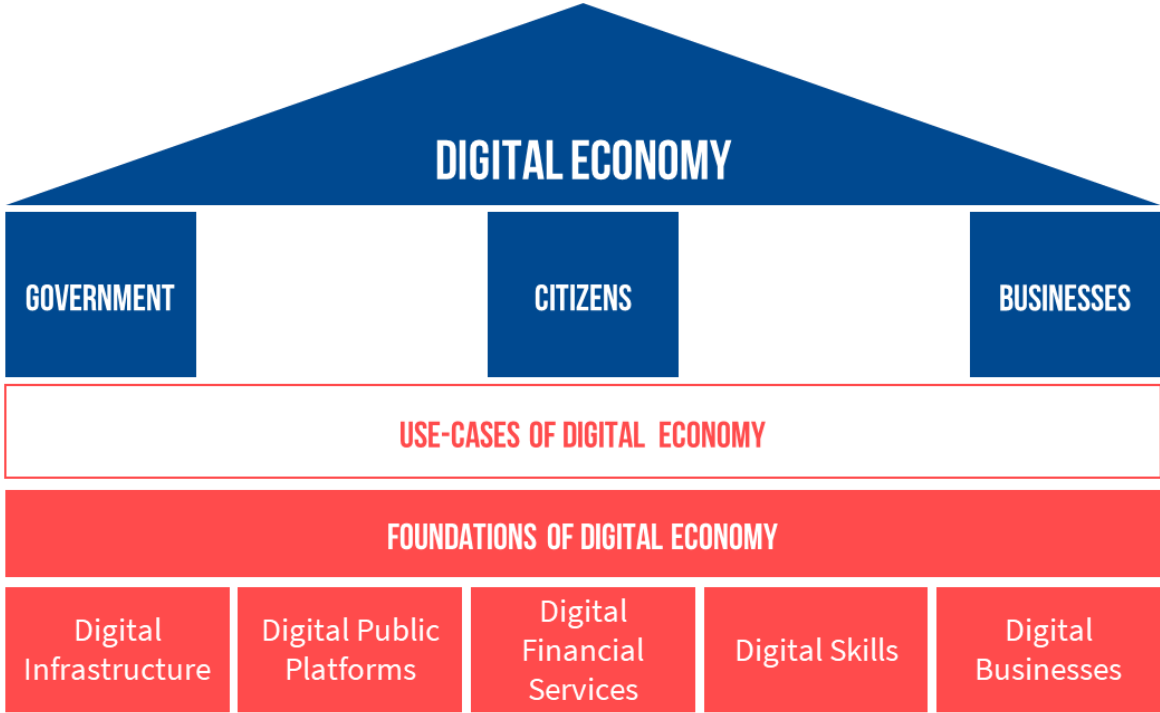 DIGITAL ECONOMY
GOVERNMENT
CITIZENS
BUSINESSES
USE-CASES OF DIGITAL ECONOMY
FOUNDATIONS OF DIGITAL ECONOMY
Digital
Infrastructure
Digital Public
Platforms
Digital
Financial
Services
Digital Skills
Digital
Businesses